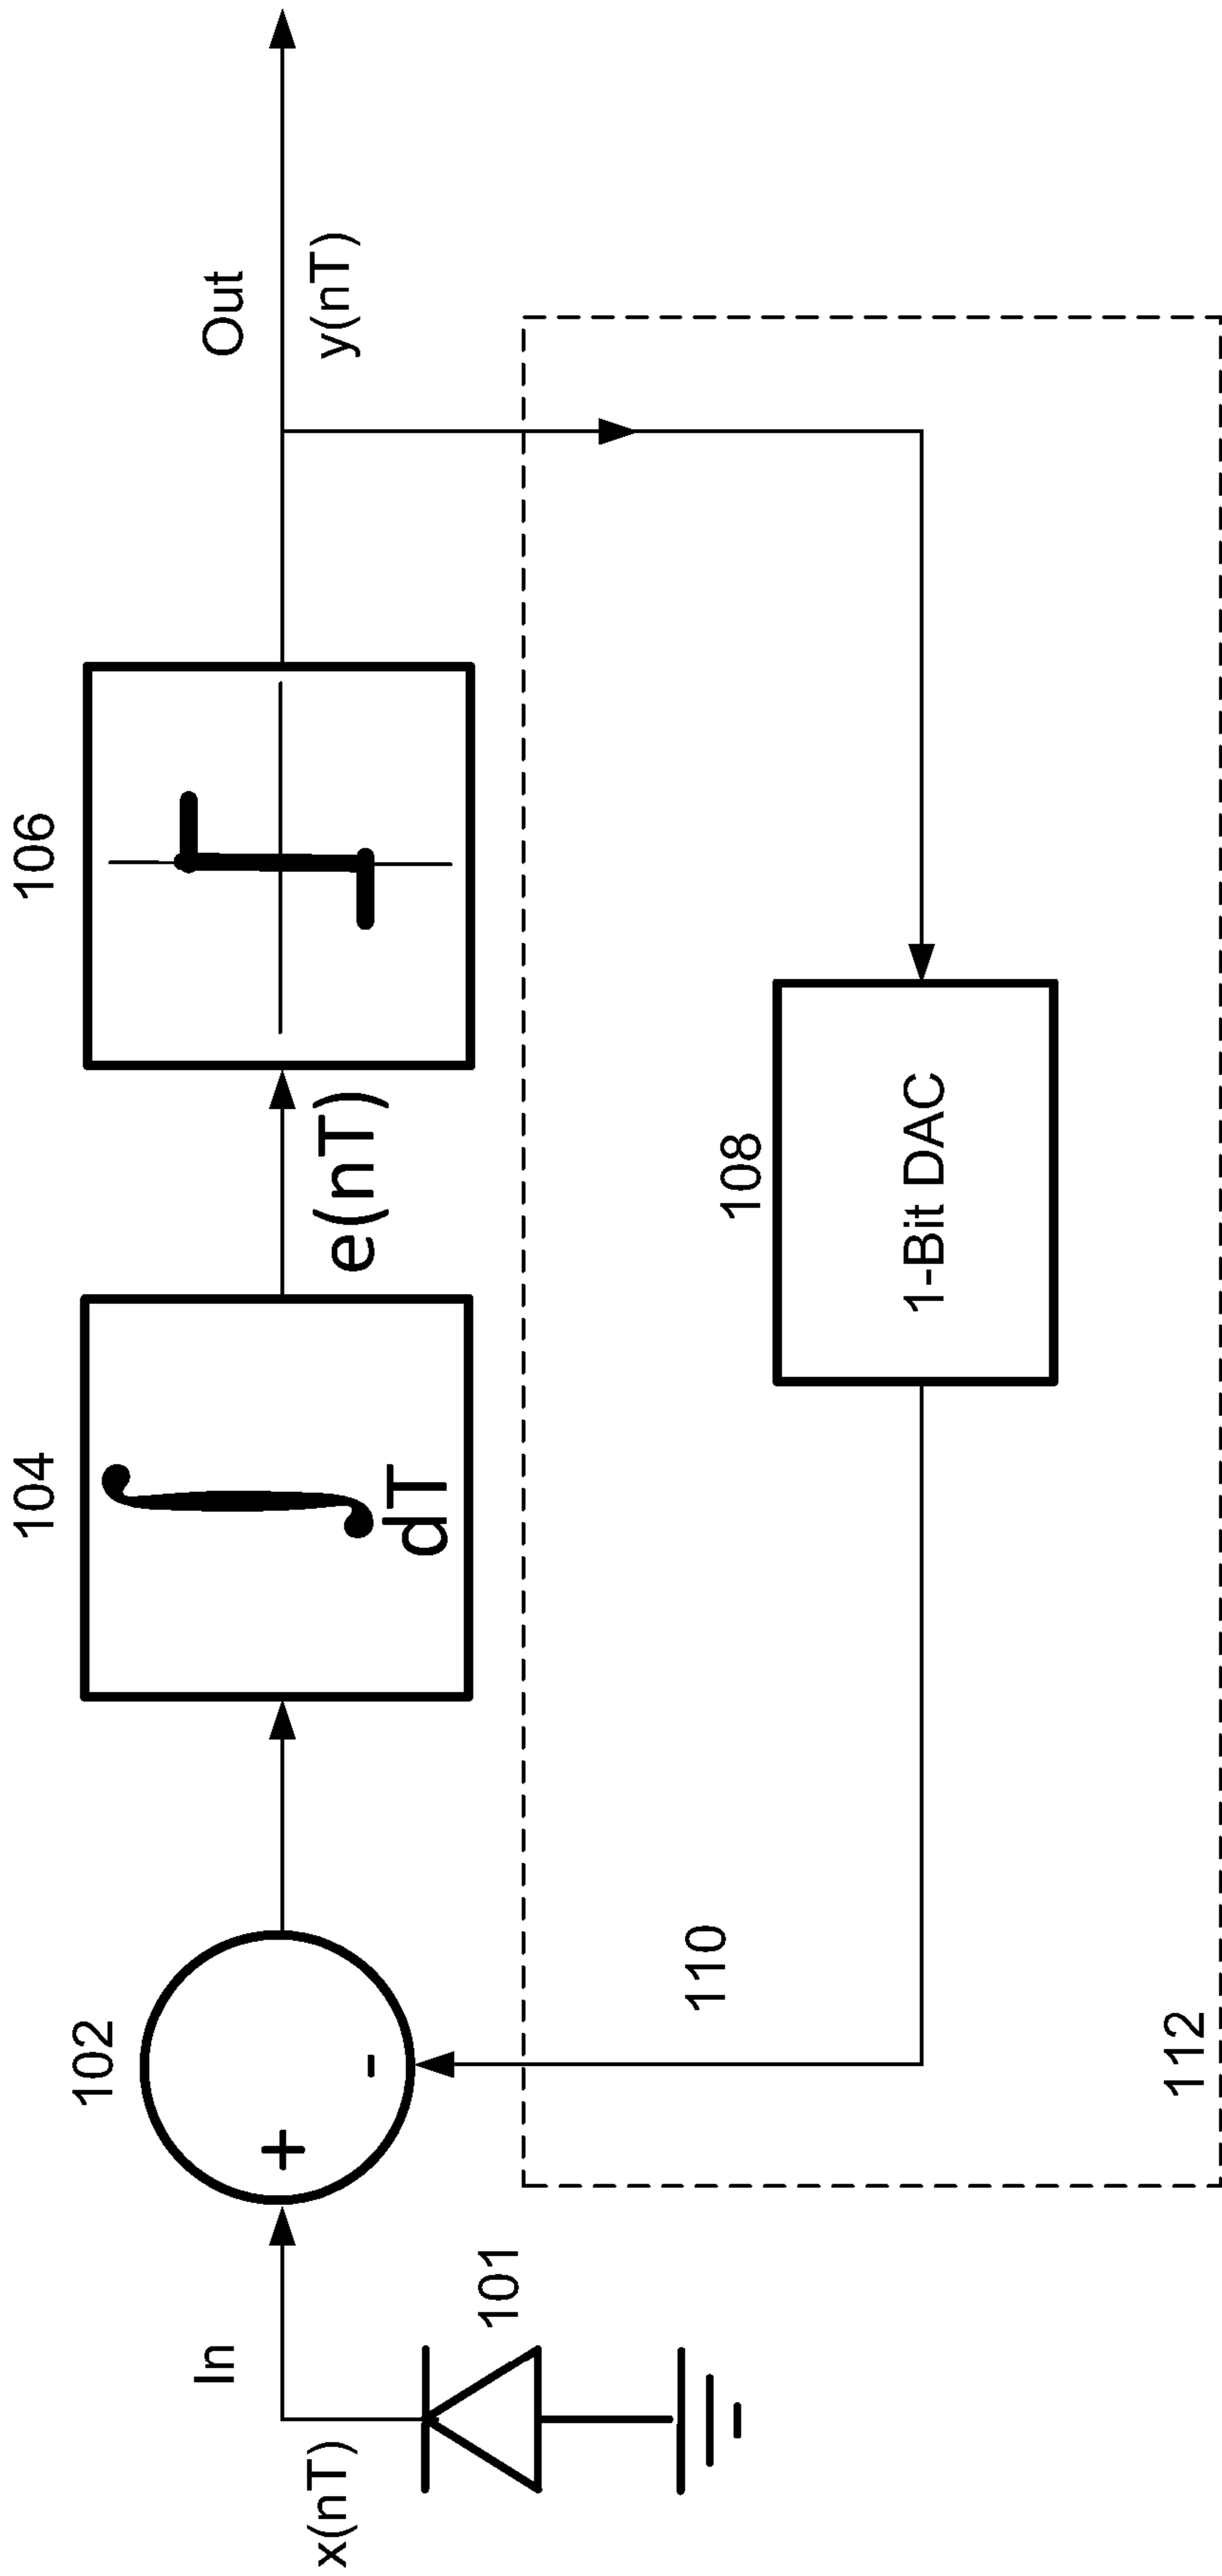 x(nT)
In
101
102
+
-
104
∫
dT
e(nT)
106
Out
y(nT)
108
1-Bit DAC
110
112